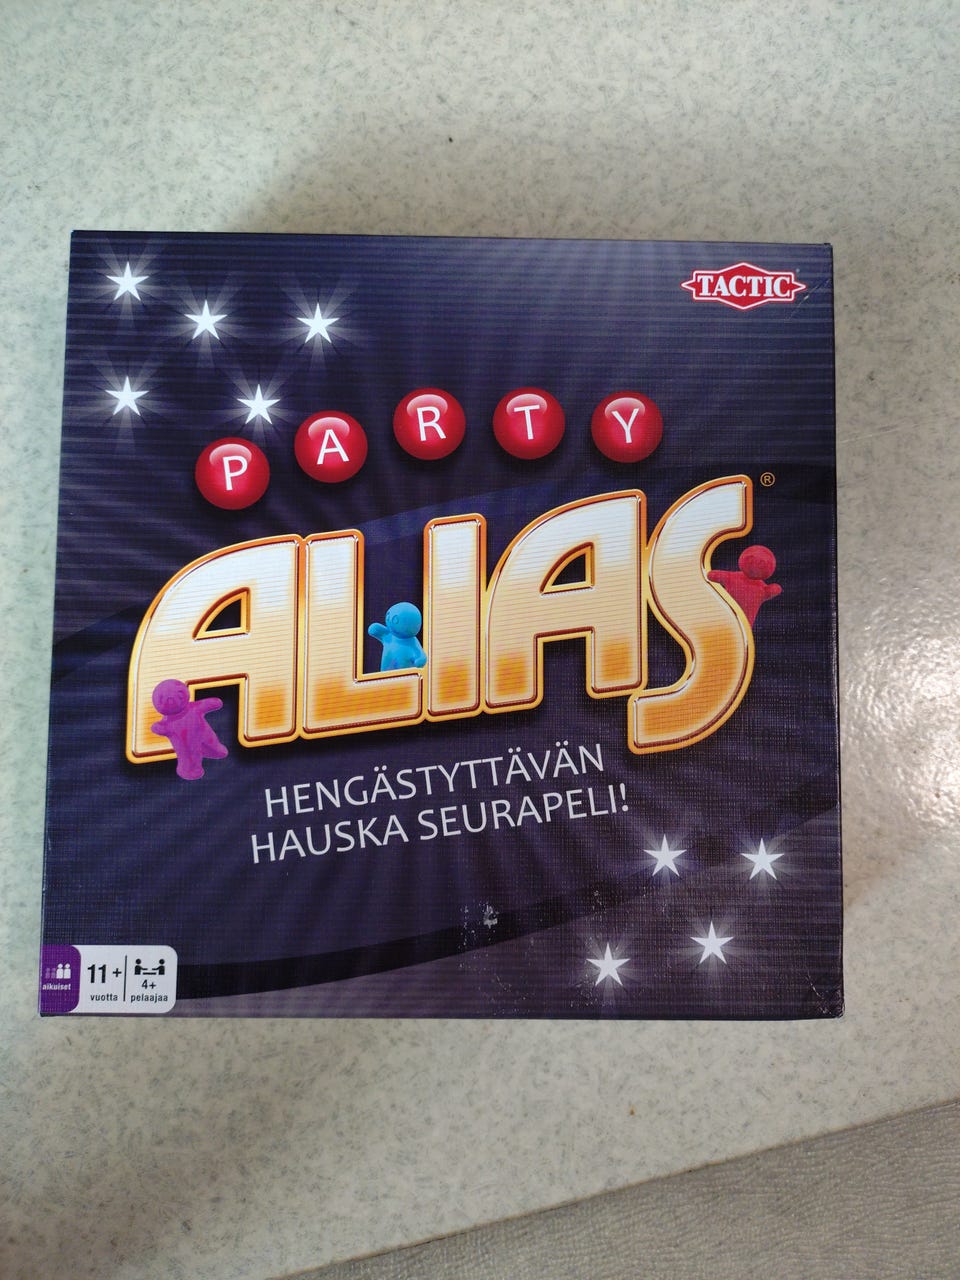 TACTIC
PARTY
ALIAS®
HENGÄSTYTTÄVÄN
HAUSKA SEURAPELI!
aikuiset
11+
vuotta
4+
pelaajaa